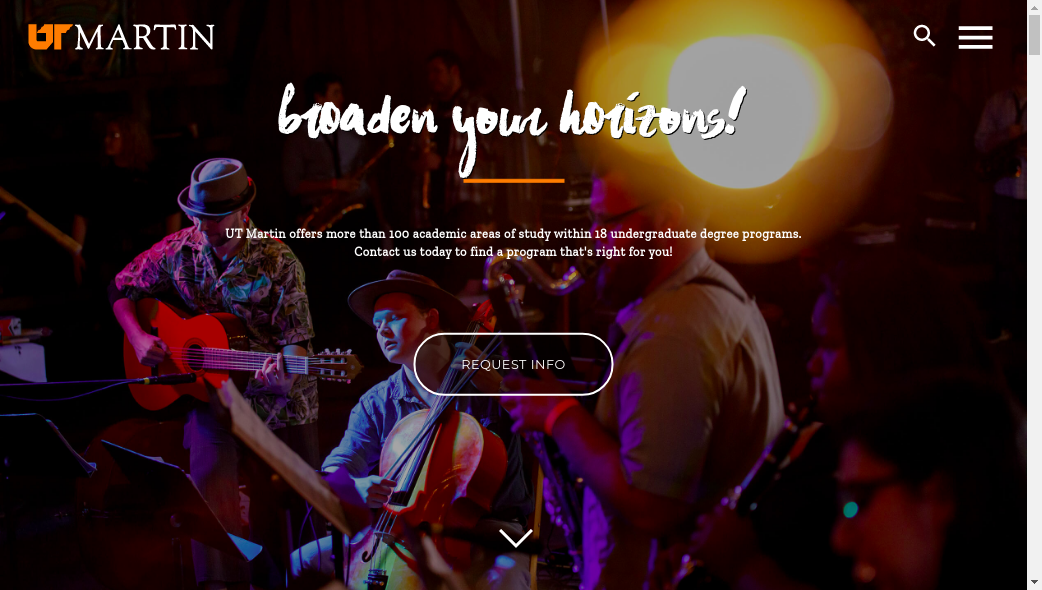 UT MARTIN
broaden your horizons!
UT Martin offers more than 100 academic areas of study within 18 undergraduate degree programs.
Contact us today to find a program that's right for you!
REQUEST INFO